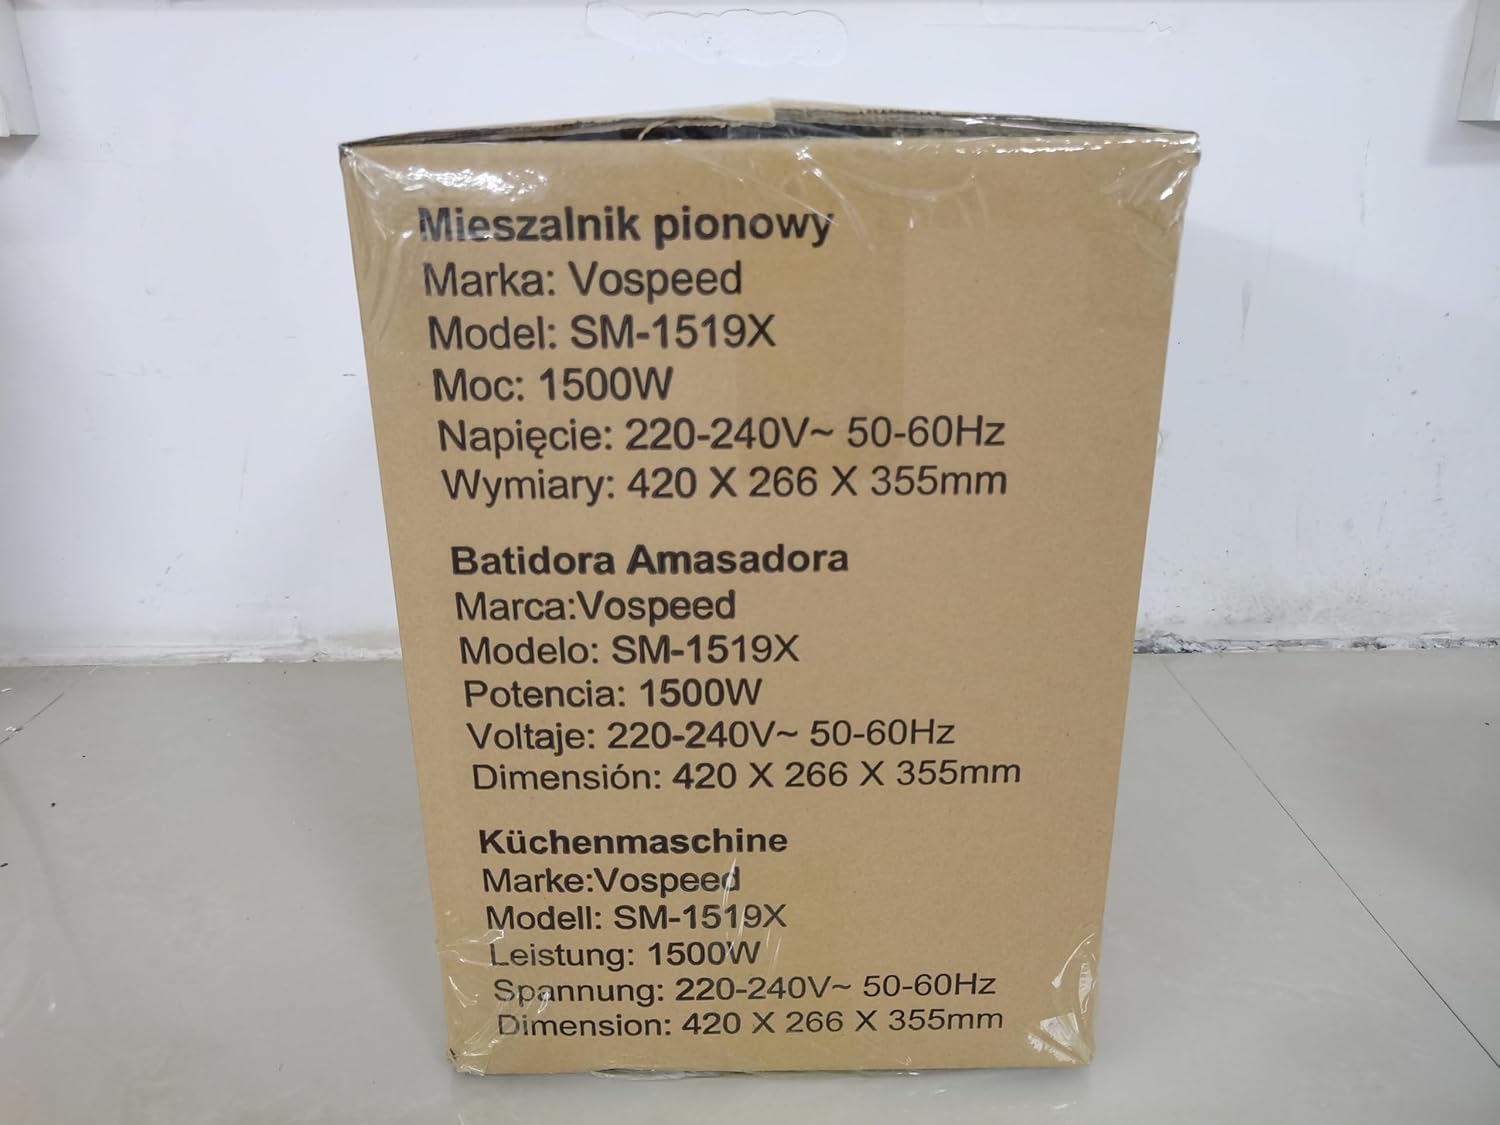 Mieszalnik pionowy
Marka: Vospeed
Model: SM-1519X
Moc: 1500W
Napięcie: 220-240V~ 50-60Hz
Wymiary: 420 X 266 X 355mm
Batidora Amasadora
Marca:Vospeed
Modelo: SM-1519X
Potencia: 1500W
Voltaje: 220-240V~ 50-60Hz
Dimensión: 420 X 266 X 355mm
Küchenmaschine
Marke:Vospeed
Modell: SM-1519X
Leistung: 1500W
Spannung: 220-240V~ 50-60Hz
Dimension: 420 X 266 X 355mm